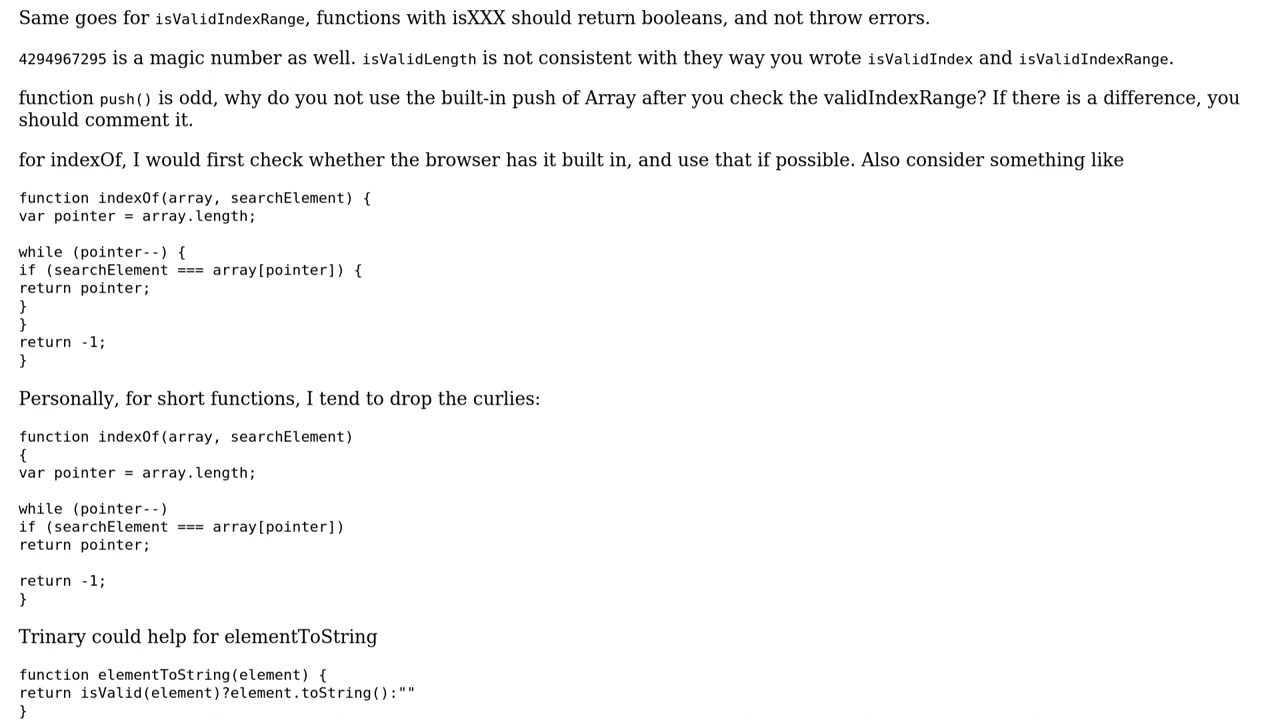 Same goes for isValidIndexRange, functions with isXXX should return booleans, and not throw errors.
4294967295 is a magic number as well. isValidLength is not consistent with they way you wrote isValidIndex and isValidIndexRange.
function push() is odd, why do you not use the built-in push of Array after you check the validIndexRange? If there is a difference, you
should comment it.
for indexOf, I would first check whether the browser has it built in, and use that if possible. Also consider something like
function indexOf(array, searchElement) {
var pointer = array.length;
while (pointer--) {
if (searchElement === array[pointer]) {
return pointer;
}
}
return -1;
}
Personally, for short functions, I tend to drop the curlies:
function indexOf(array, searchElement)
{
var pointer = array.length;
while (pointer--)
if (searchElement === array[pointer])
return pointer;
return -1;
}
Trinary could help for elementToString
function elementToString(element) {
return isValid(element)?element.toString():""
}